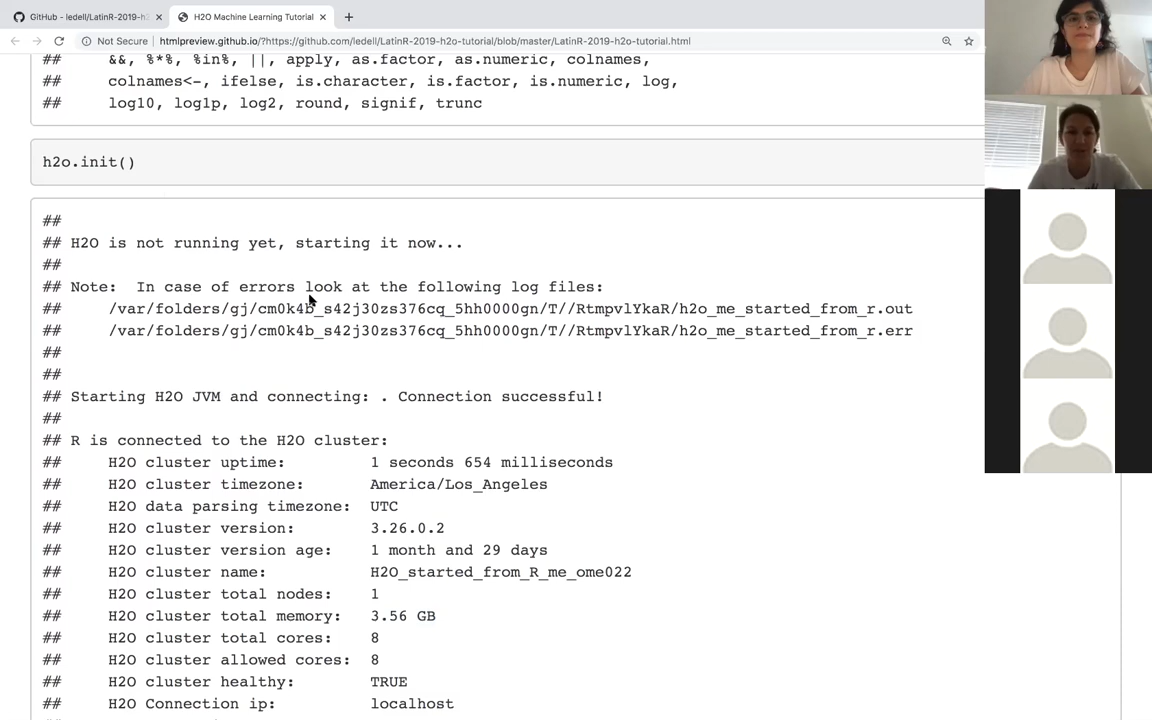 GitHub - ledell/LatinR-2019-h2
H2O Machine Learning Tutorial
Not Secure
htmlpreview.github.io/?https://github.com/ledell/LatinR-2019-h2o-tutorial/blob/master/LatinR-2019-h2o-tutorial.html
## &&, %*%, %in%, ||, apply, as.factor, as.numeric, colnames,
## colnames<-, ifelse, is.character, is.factor, is.numeric, log,
## log10, log1p, log2, round, signif, trunc
h2o.init()
##
## H2O is not running yet, starting it now...
##
## Note: In case of errors look at the following log files:
## /var/folders/gj/cm0k4b_s42j30zs376cq_5hh0000gn/T//RtmpvlYkaR/h2o_me_started_from_r.out
## /var/folders/gj/cm0k4b_s42j30zs376cq_5hh0000gn/T//RtmpvlYkaR/h2o_me_started_from_r.err
##
##
## Starting H2O JVM and connecting: . Connection successful!
##
## R is connected to the H2O cluster:
## H2O cluster uptime: 1 seconds 654 milliseconds
## H2O cluster timezone: America/Los_Angeles
## H2O data parsing timezone: UTC
## H2O cluster version: 3.26.0.2
## H2O cluster version age: 1 month and 29 days
## H2O cluster name: H2O_started_from_R_me_ome022
## H2O cluster total nodes: 1
## H2O cluster total memory: 3.56 GB
## H2O cluster total cores: 8
## H2O cluster allowed cores: 8
## H2O cluster healthy: TRUE
## H2O Connection ip: localhost